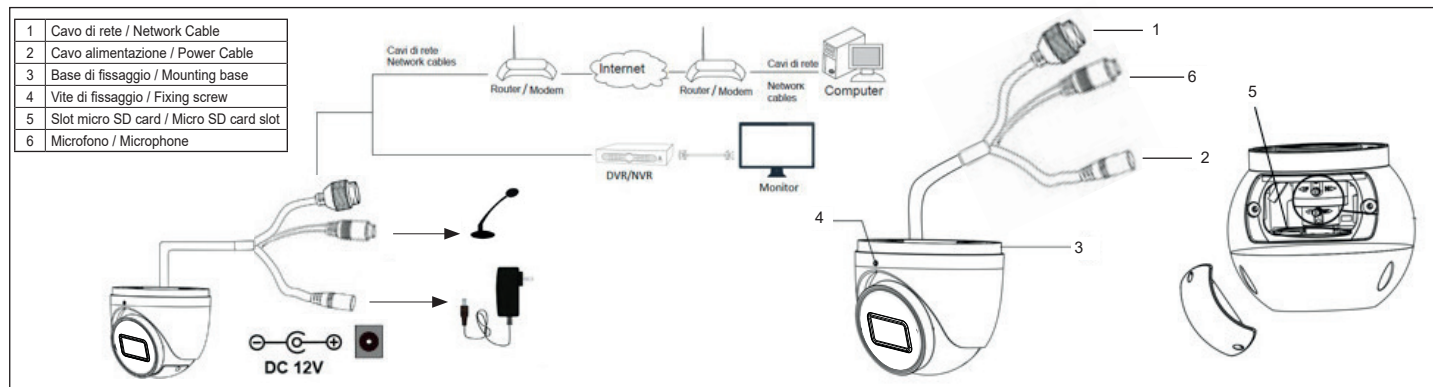 1 Cavo di rete / Network Cable
2 Cavo alimentazione / Power Cable
3 Base di fissaggio / Mounting base
4 Vite di fissaggio / Fixing screw
5 Slot micro SD card / Micro SD card slot
6 Microfono / Microphone
Cavi di rete
Network cables
Router / Modem
Internet
Router / Modem
Cavi di rete
Network
cables
Computer
DVR/NVR
Monitor
DC 12V
1
6
2
4
3
5